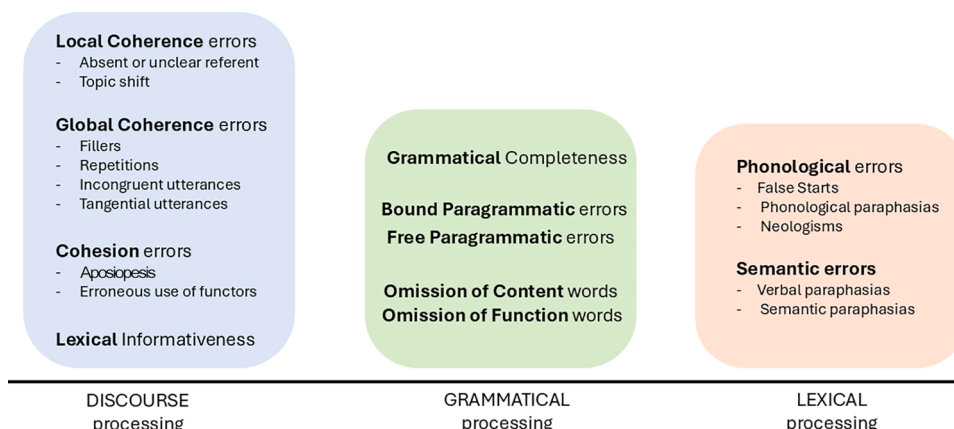 Local Coherence errors
- Absent or unclear referent
- Topic shift
Global Coherence errors
- Fillers
- Repetitions
- Incongruent utterances
- Tangential utterances
Cohesion errors
- Aposiopesis
- Erroneous use of functors
Lexical Informativeness
DISCOURSE
processing
Grammatical Completeness
Bound Paragrammatic errors
Free Paragrammatic errors
Omission of Content words
Omission of Function words
GRAMMATICAL
processing
Phonological errors
- False Starts
- Phonological paraphasias
- Neologisms
Semantic errors
- Verbal paraphasias
- Semantic paraphasias
LEXICAL
processing